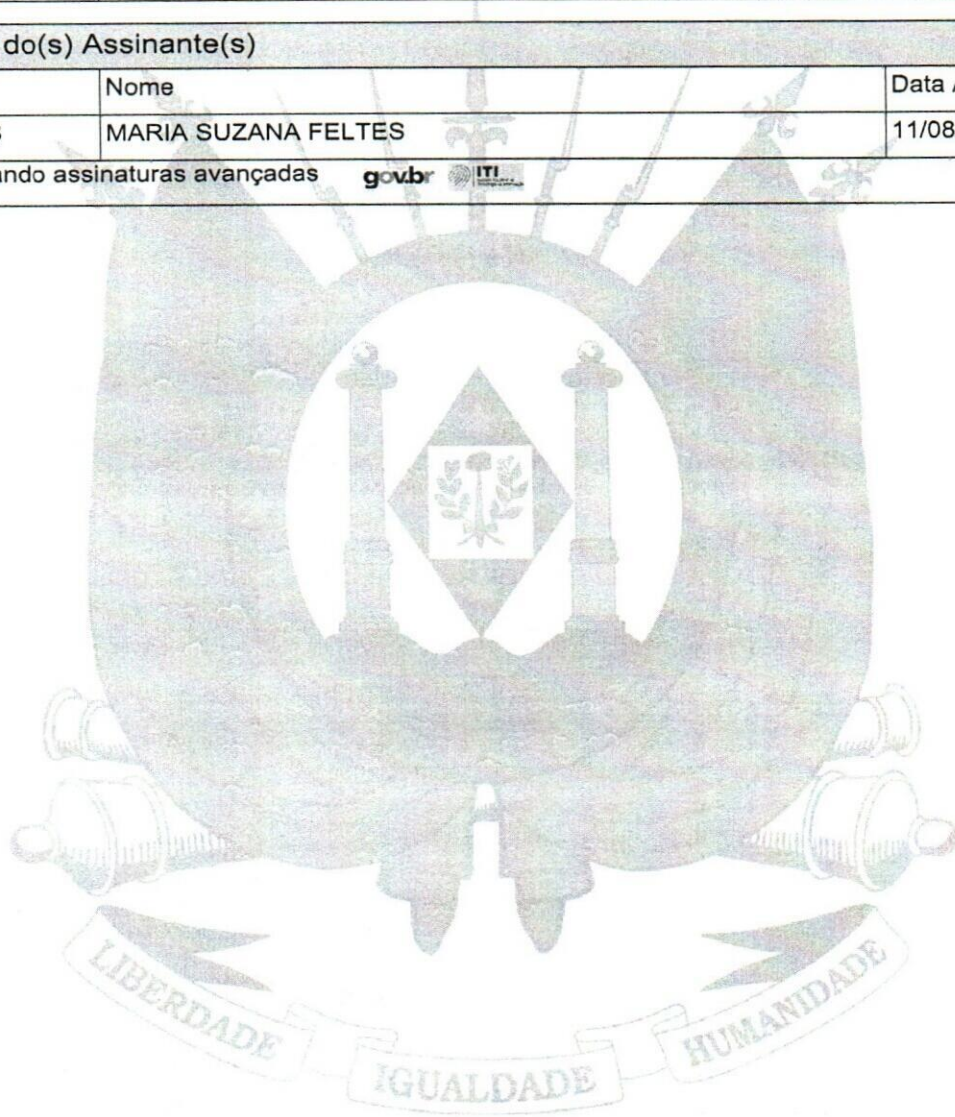 do(s) Assinante(s)
Nome Data
MARIA SUZANA FELTES 11/08
ndo assinaturas avançadas gov.br ITI
LIBERDADE IGUALDADE HUMANIDADE